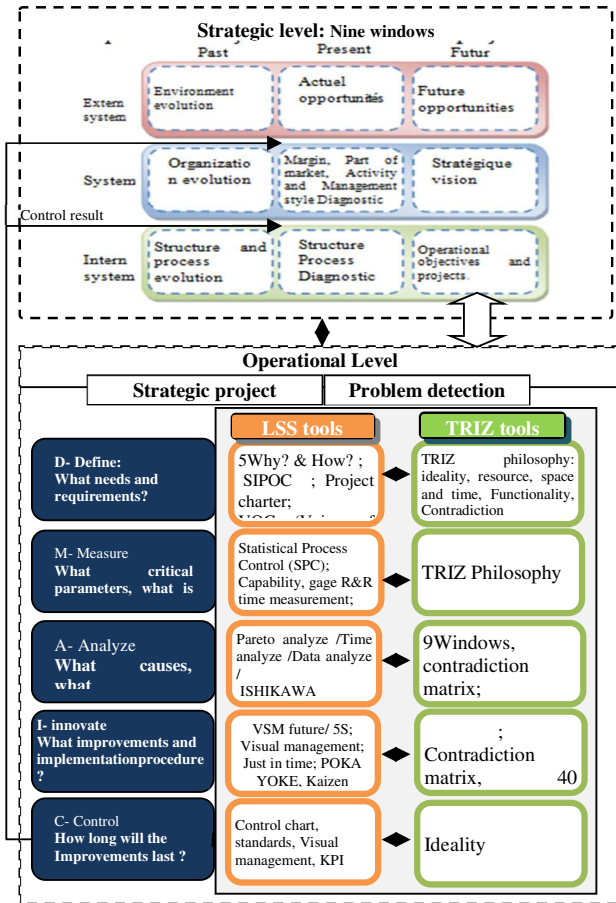 Strategic level: Nine windows
Past
Present
Futur
Extern
system
Environment
evolution
Actuel
opportunités
Future
opportunities
System
Organizatio
n evolution
Margin, Part of
market, Activity
and Management
style Diagnostic
Stratégique
vision
Control result
Intern
system
Structure and
process
evolution
Structure
Process
Diagnostic
Operational
objectives and
projects.
Operational Level
Strategic project
Problem detection
LSS tools
TRIZ tools
D- Define:
What needs and
requirements?
5Why? & How? ;
SIPOC ; Project
charter;
TRIZ philosophy:
ideality, resource, space
and time, Functionality,
Contradiction
M- Measure
What critical
parameters, what is
Statistical Process
Control (SPC);
Capability, gage R&R
time measurement;
TRIZ Philosophy
A- Analyze
What causes,
what
Pareto analyze /Time
analyze /Data analyze
/
ISHIKAWA
9Windows,
contradiction
matrix;
I- innovate
What improvements and
implementationprocedure
?
VSM future/ 5S;
Visual management;
Just in time; POKA
YOKE, Kaizen
;
Contradiction
matrix, 40
C- Control
How long will the
Improvements last ?
Control chart,
standards, Visual
management, KPI
Ideality